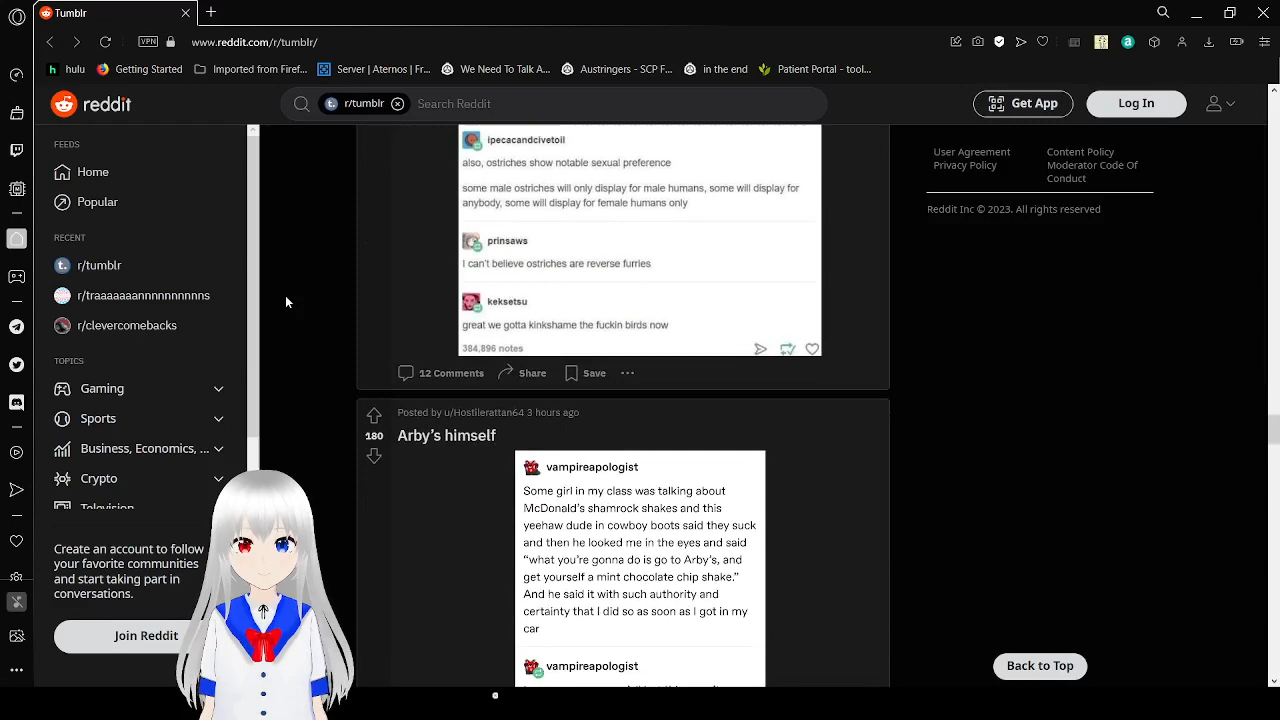 Tumblr
VPN
www.reddit.com/r/tumblr/
hulu
Getting Started
Imported from Firef...
Server | Aternos | Fr...
We Need To Talk A...
Austringers - SCP F...
in the end
Patient Portal - tool...
reddit
r/tumblr
Search Reddit
Get App
Log In
FEEDS
Home
Popular
RECENT
r/tumblr
r/traaaaaaannnnnnnnns
r/clevercomebacks
TOPICS
Gaming
Sports
Business, Economics, ...
Crypto
Television
Create an account to follow
your favorite communities
and start taking part in
conversations.
Join Reddit
ipecacandcivetoil
also, ostriches show notable sexual preference
some male ostriches will only display for male humans, some will display for
anybody, some will display for female humans only
prinsaws
I can't believe ostriches are reverse furries
keksetsu
great we gotta kinkshame the fuckin birds now
384,896 notes
12 Comments
Share
Save
Posted by u/Hostilerattan64 3 hours ago
180
Arby's himself
vampireapologist
Some girl in my class was talking about
McDonald's shamrock shakes and this
yeehaw dude in cowboy boots said they suck
and then he looked me in the eyes and said
“what you're gonna do is go to Arby's, and
get yourself a mint chocolate chip shake.”
And he said it with such authority and
certainty that I did so as soon as I got in my
car
vampireapologist
User Agreement
Content Policy
Privacy Policy
Moderator Code Of
Conduct
Reddit Inc © 2023. All rights reserved
Back to Top